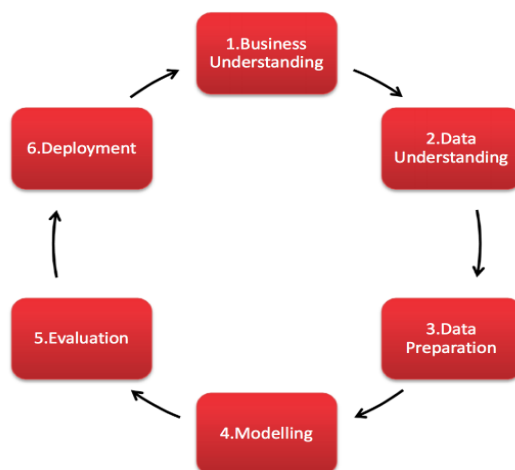 1.Business
Understanding
2.Data
Understanding
3.Data
Preparation
4.Modelling
5.Evaluation
6.Deployment